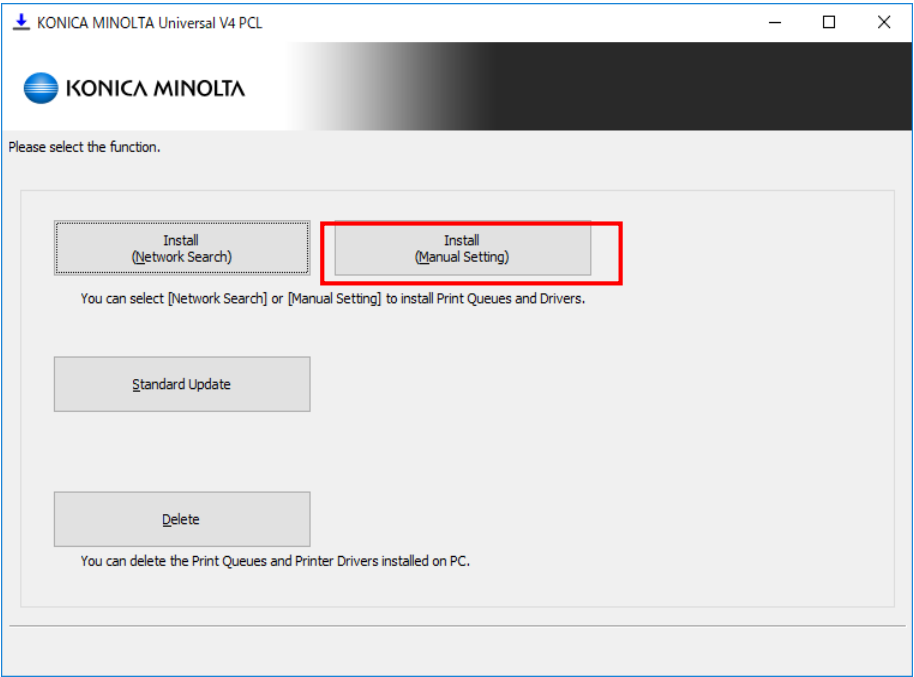 KONICA MINOLTA Universal V4 PCL
KONICA MINOLTA
Please select the function.
Install
(Network Search)
Install
(Manual Setting)
You can select [Network Search] or [Manual Setting] to install Print Queues and Drivers.
Standard Update
Delete
You can delete the Print Queues and Printer Drivers installed on PC.